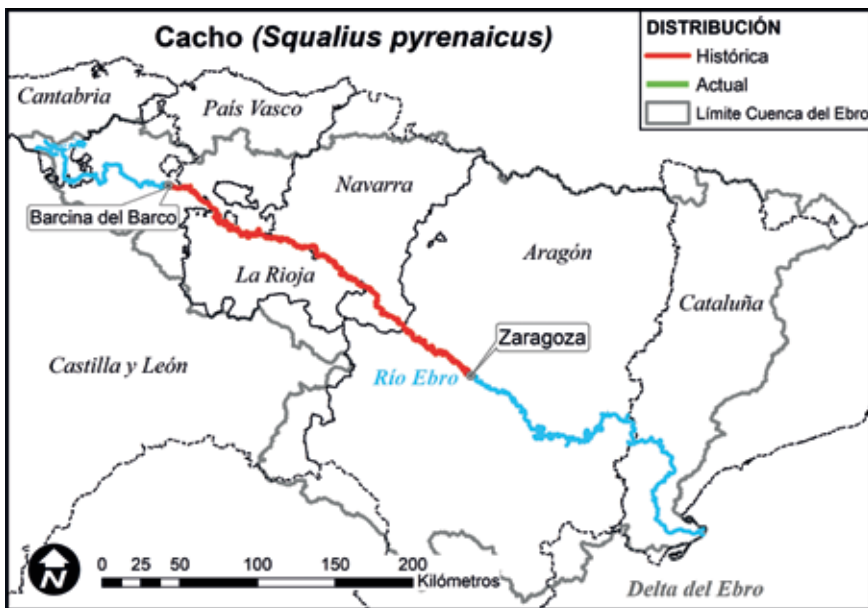 Cacho (Squalius pyrenaicus)
DISTRIBUCIÓN
Histórica
Actual
Límite Cuenca del Ebro
Cantabria
País Vasco
Navarra
Barcina del Barco
La Rioja
Aragón
Cataluña
Castilla y León
Zaragoza
Río Ebro
N
0 25 50 100 150 200
Kilómetros
Delta del Ebro